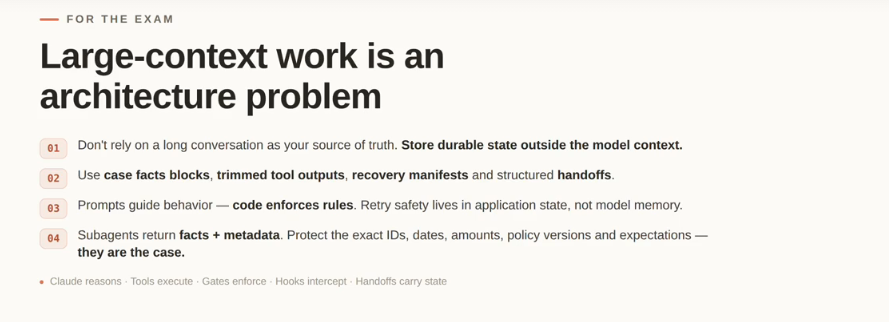 FOR THE EXAM
Large-context work is an
architecture problem
01 Don't rely on a long conversation as your source of truth. Store durable state outside the model context.
02 Use case facts blocks, trimmed tool outputs, recovery manifests and structured handoffs.
03 Prompts guide behavior — code enforces rules. Retry safety lives in application state, not model memory.
04 Subagents return facts + metadata. Protect the exact IDs, dates, amounts, policy versions and expectations —
they are the case.
Claude reasons · Tools execute · Gates enforce · Hooks intercept · Handoffs carry state